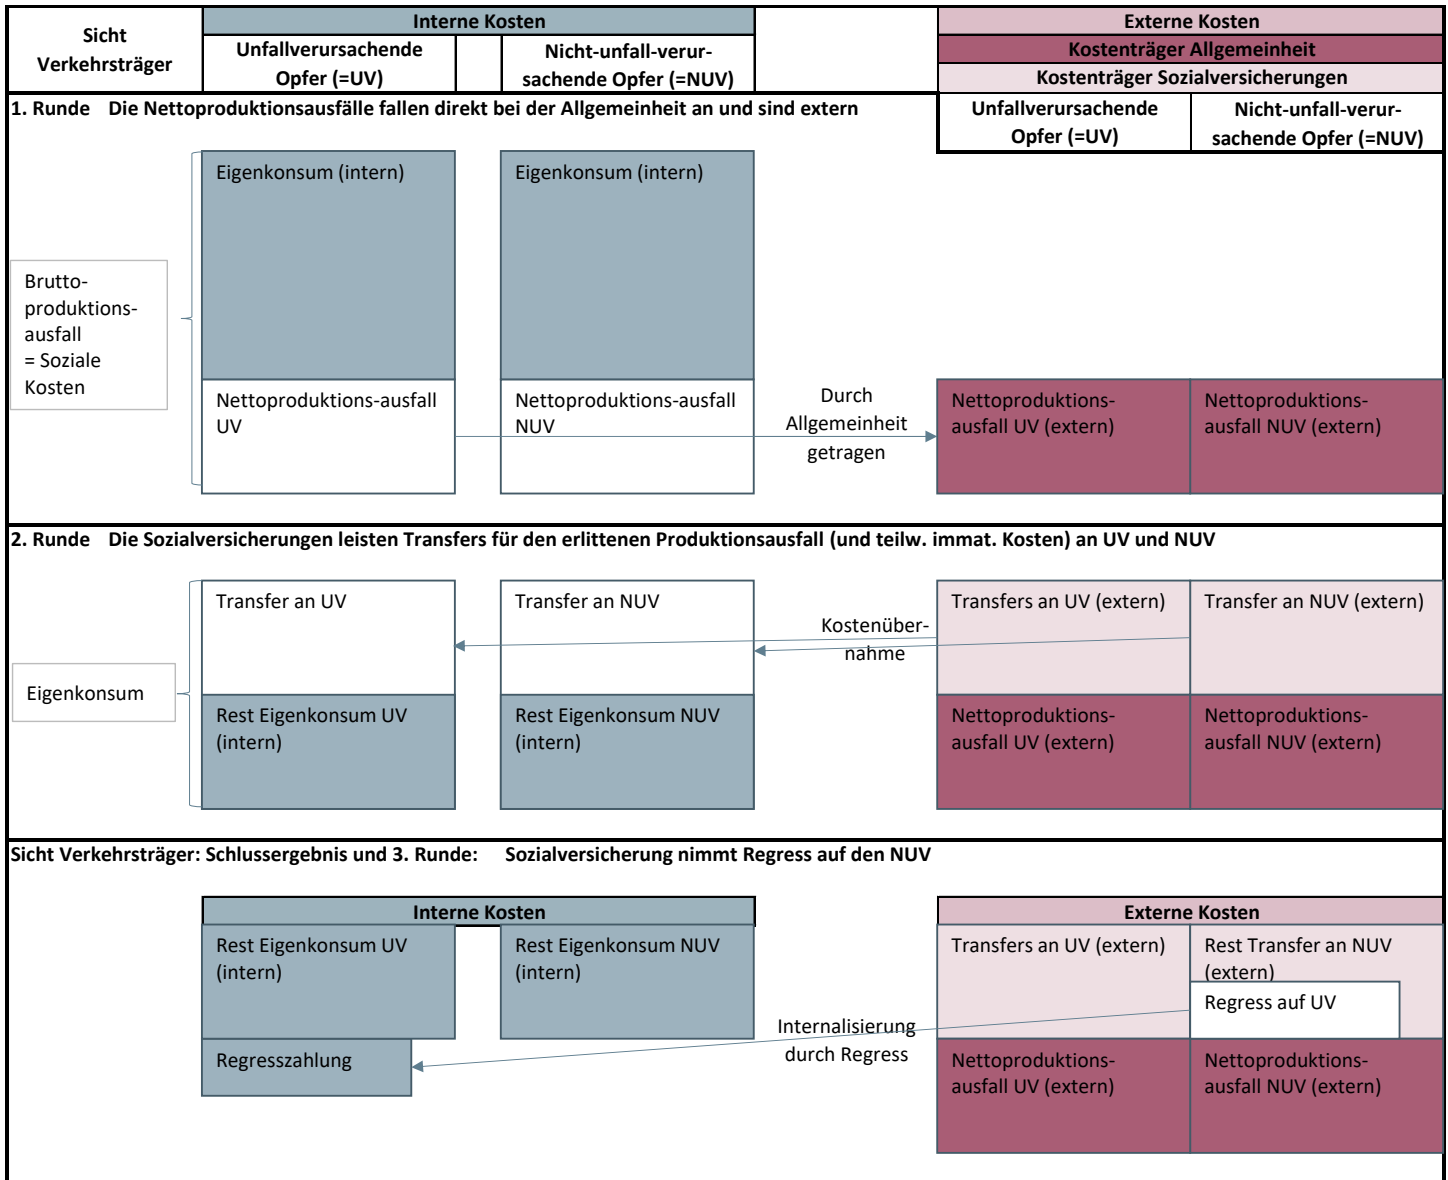 Sicht
Verkehrsträger
Interne Kosten
Unfallverursachende
Opfer (=UV)
Nicht-unfall-verur-
sachende Opfer (=NUV)
Externe Kosten
Kostenträger Allgemeinheit
Kostenträger Sozialversicherungen
Unfallverursachende
Opfer (=UV)
Nicht-unfall-verur-
sachende Opfer (=NUV)
1. Runde Die Nettoproduktionsausfälle fallen direkt bei der Allgemeinheit an und sind extern
Brutto-
produktions-
ausfall
= Soziale
Kosten
Eigenkonsum (intern)
Eigenkonsum (intern)
Nettoproduktions-ausfall
UV
Nettoproduktions-ausfall
NUV
Durch
Allgemeinheit
getragen
Nettoproduktions-
ausfall UV (extern)
Nettoproduktions-
ausfall NUV (extern)
2. Runde Die Sozialversicherungen leisten Transfers für den erlittenen Produktionsausfall (und teilw. immat. Kosten) an UV und NUV
Eigenkonsum
Transfer an UV
Transfer an NUV
Kostenüber-
nahme
Transfers an UV (extern)
Transfer an NUV (extern)
Rest Eigenkonsum UV
(intern)
Rest Eigenkonsum NUV
(intern)
Nettoproduktions-
ausfall UV (extern)
Nettoproduktions-
ausfall NUV (extern)
Sicht Verkehrsträger: Schlussergebnis und 3. Runde: Sozialversicherung nimmt Regress auf den NUV
Interne Kosten
Externe Kosten
Rest Eigenkonsum UV
(intern)
Rest Eigenkonsum NUV
(intern)
Regresszahlung
Internalisierung
durch Regress
Transfers an UV (extern)
Rest Transfer an NUV
(extern)
Regress auf UV
Nettoproduktions-
ausfall UV (extern)
Nettoproduktions-
ausfall NUV (extern)